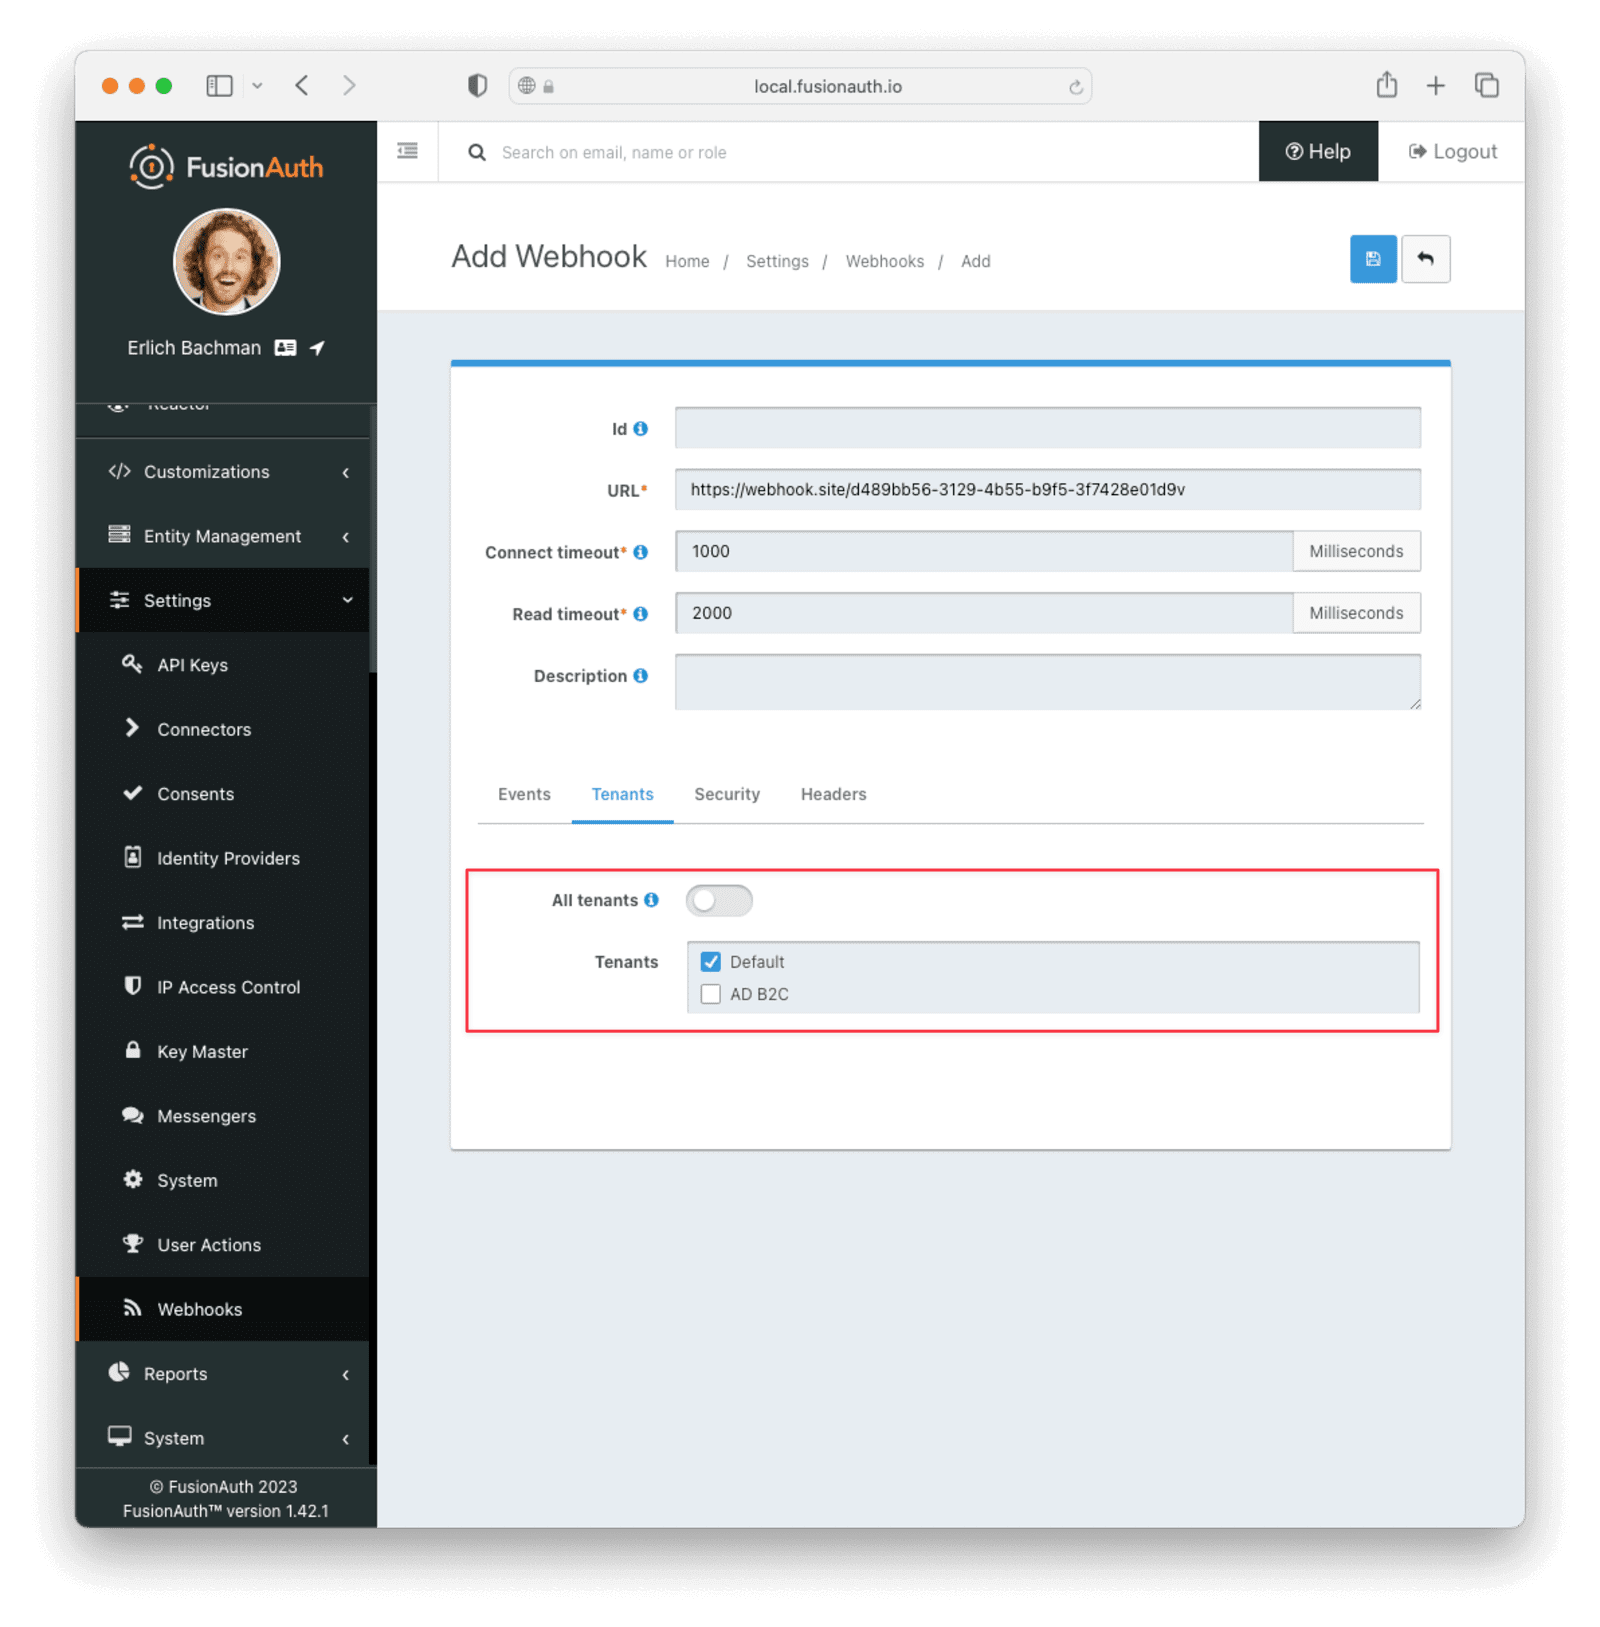 local.fusionauth.io
FusionAuth
Search on email, name or role
Help
Logout
Erlich Bachman
Reactor
Customizations
Entity Management
Settings
API Keys
Connectors
Consents
Identity Providers
Integrations
IP Access Control
Key Master
Messengers
System
User Actions
Webhooks
Reports
System
© FusionAuth 2023
FusionAuth™ version 1.42.1
Add Webhook
Home / Settings / Webhooks / Add
Id
URL* https://webhook.site/d489bb56-3129-4b55-b9f5-3f7428e01d9v
Connect timeout* 1000 Milliseconds
Read timeout* 2000 Milliseconds
Description
Events Tenants Security Headers
All tenants
Tenants Default
AD B2C